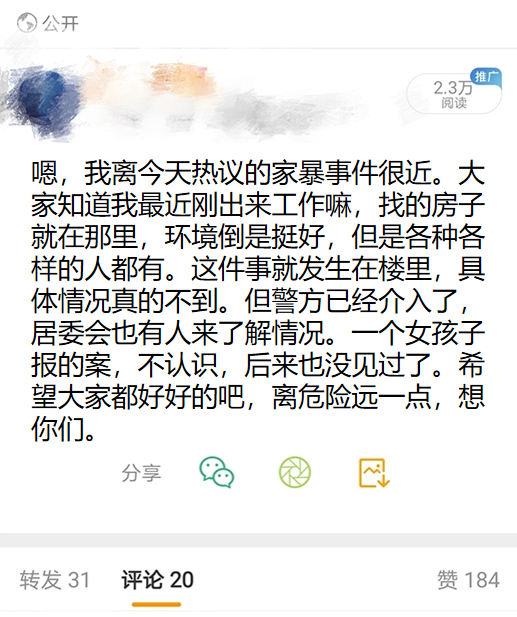 公开
推广
2.3万
阅读
嗯，我离今天热议的家暴事件很近。大
家知道我最近刚出来工作嘛，找的房子
就在那里，环境倒是挺好，但是各种各
样的人都有。这件事就发生在楼里，具
体情况真的不到。但警方已经介入了，
居委会也有人来了解情况。一个女孩子
报的案，不认识，后来也没见过了。希
望大家都好好的吧，离危险远一点，想
你们。
分享
转发 31 评论 20 赞 184